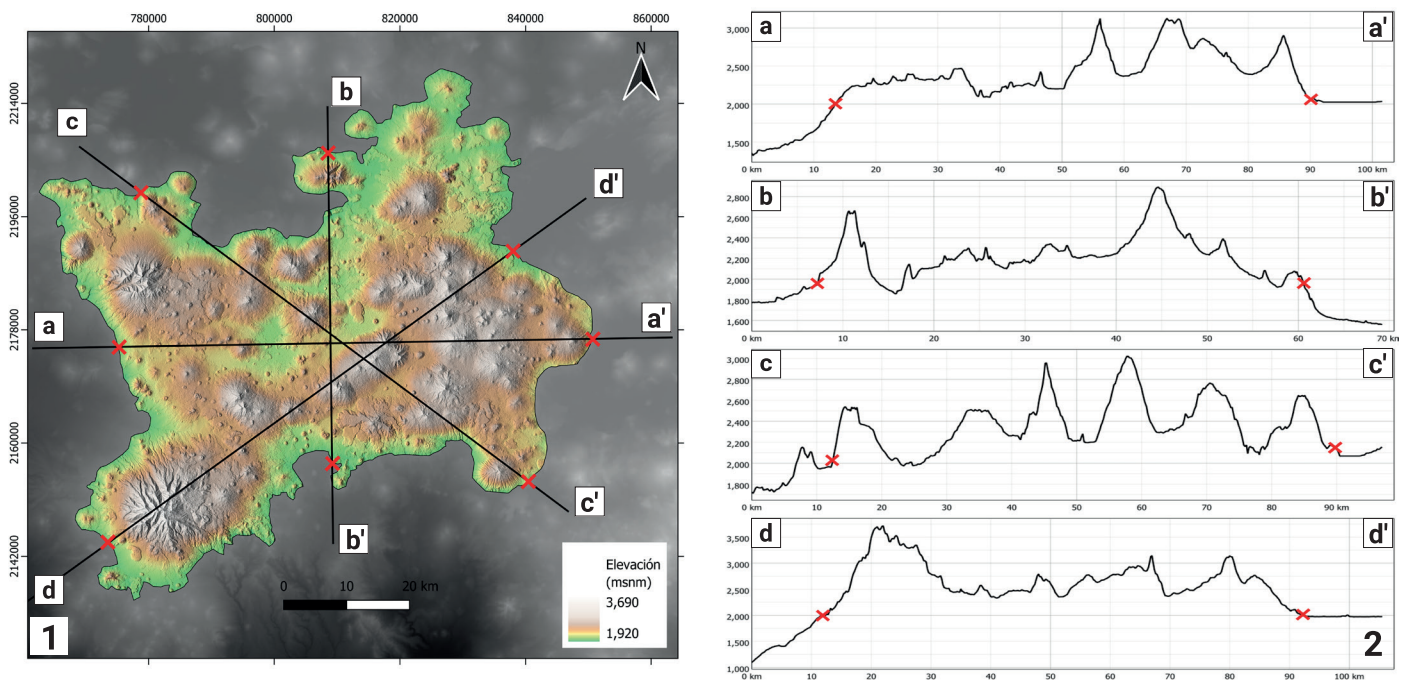 780000 800000 820000 840000 860000
2214000
2196000
2178000
2160000
2142000
N
b
c
d'
a
a'
c'
b'
d
0 10 20 km
Elevación
(msnm)
3,690
1,920
1
a
a'
3,000
2,500
2,000
1,500
0 km 10 20 30 40 50 60 70 80 90 100 km
b
b'
2,800
2,400
2,200
2,000
1,800
1,600
0 km 10 20 30 40 50 60 70 km
c
c'
3,000
2,800
2,400
2,200
2,000
1,800
0 km 10 20 30 40 50 60 70 80 90 km
d
d'
3,500
3,000
2,500
2,000
1,500
1,000
0 km 10 20 30 40 50 60 70 80 90 100 km
2